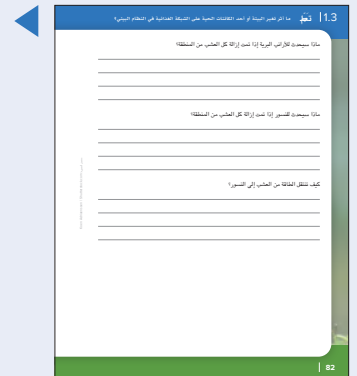 1.3 ما أثر تغير البيئة أو أحد الكائنات الحية على الشبكة الغذائية في النظام البيئي؟
ماذا سيحدث للأرانب البرية إذا تمت إزالة كل العشب من المنطقة؟
ماذا سيحدث للنسور إذا تمت إزالة كل العشب من المنطقة؟
كيف تنتقل الطاقة من العشب إلى النسور؟
82